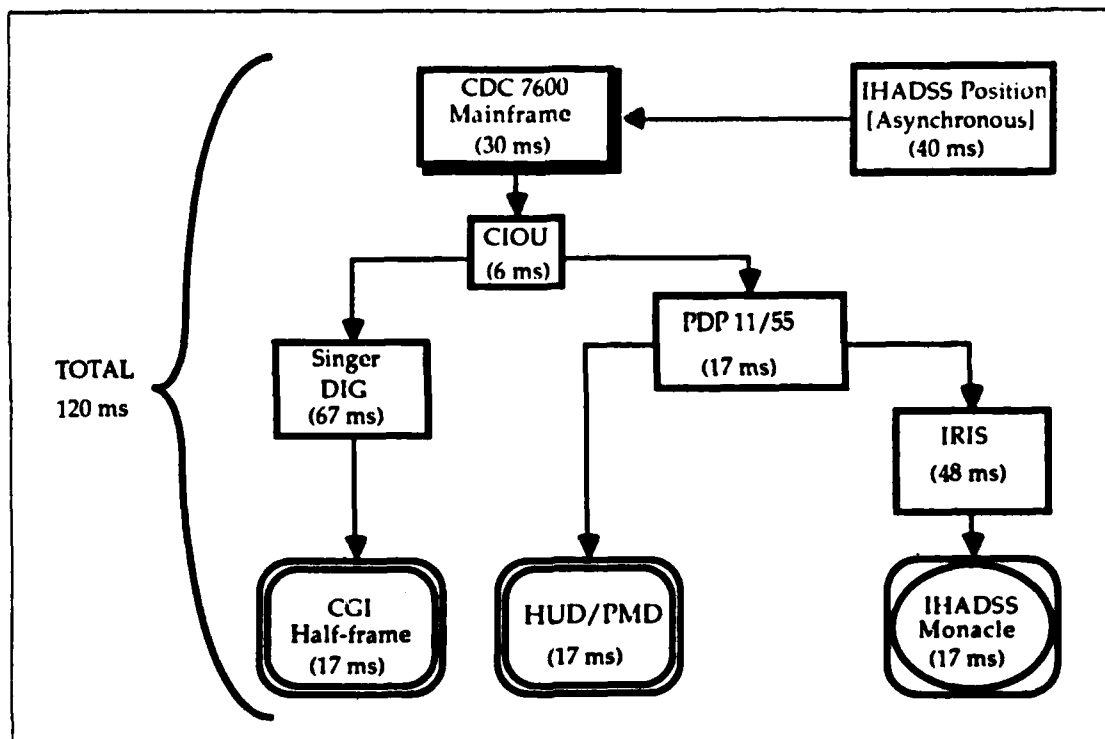 CDC 7600
Mainframe
(30 ms)
IHADSS Position
[Asynchronous]
(40 ms)
CIOU
(6 ms)
Singer
DIG
(67 ms)
PDP 11/55
(17 ms)
TOTAL
120 ms
IRIS
(48 ms)
CGI
Half-frame
(17 ms)
HUD/PMD
(17 ms)
IHADSS
Monacle
(17 ms)